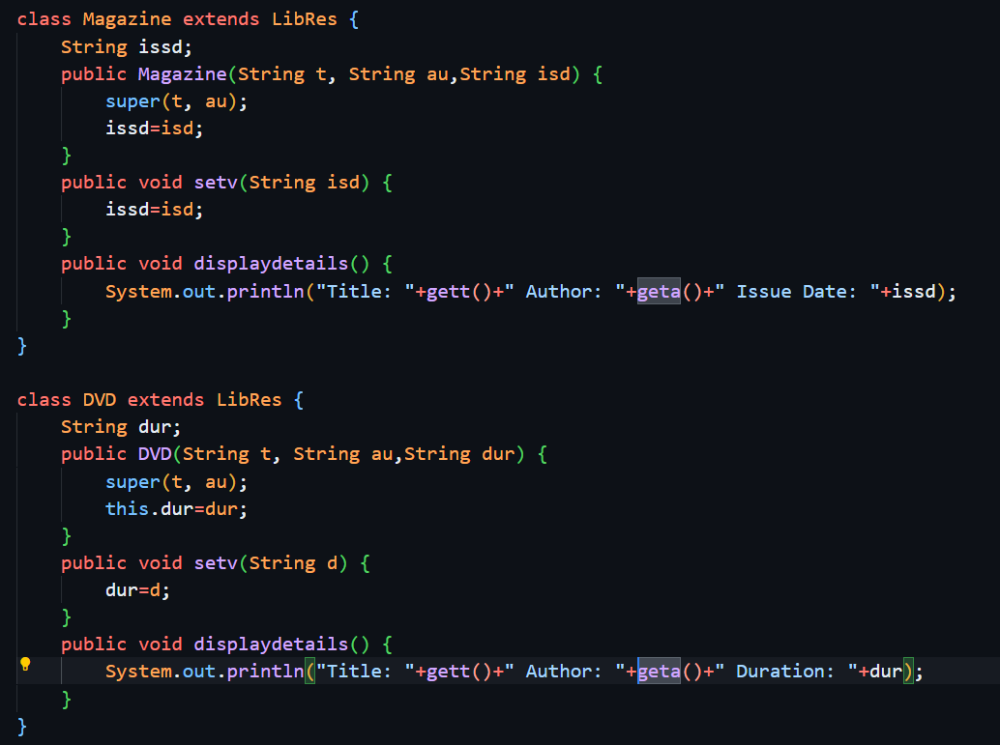 class Magazine extends LibRes {
    String issd;
    public Magazine(String t, String au,String isd) {
        super(t, au);
        issd=isd;
    }
    public void setv(String isd) {
        issd=isd;
    }
    public void displaydetails() {
        System.out.println("Title: "+gett()+" Author: "+geta()+" Issue Date: "+issd);
    }
}

class DVD extends LibRes {
    String dur;
    public DVD(String t, String au,String dur) {
        super(t, au);
        this.dur=dur;
    }
    public void setv(String d) {
        dur=d;
    }
    public void displaydetails() {
        System.out.println("Title: "+gett()+" Author: "+geta()+" Duration: "+dur);
    }
}